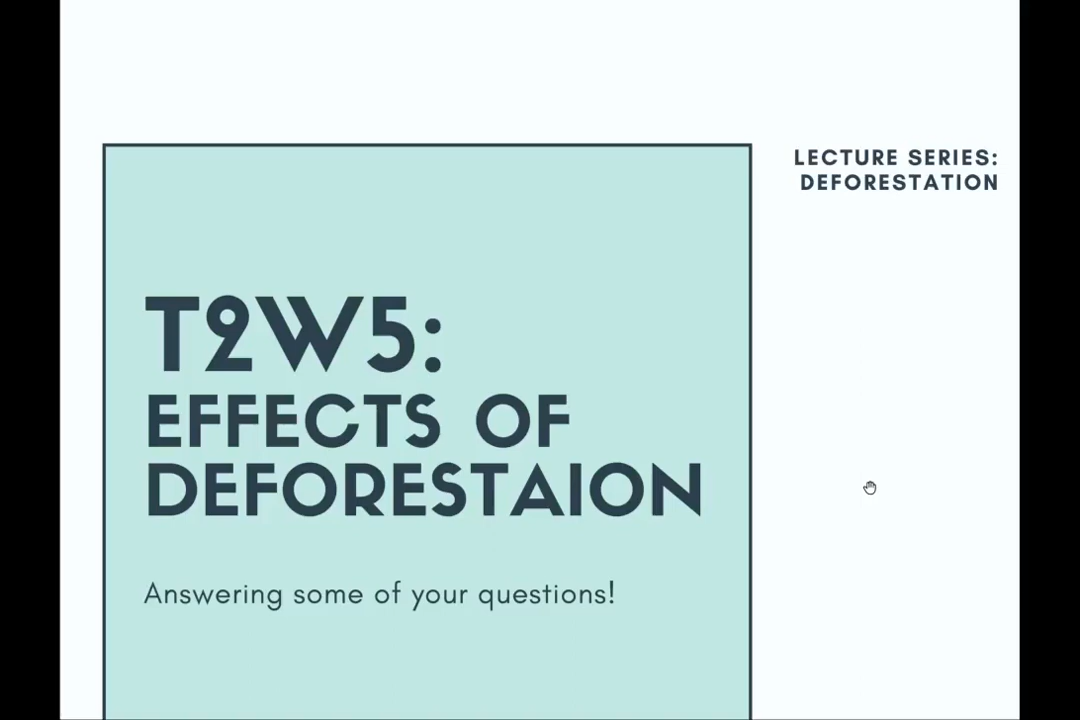 LECTURE SERIES:
DEFORESTATION
T2W5:
EFFECTS OF
DEFORESTAION
Answering some of your questions!